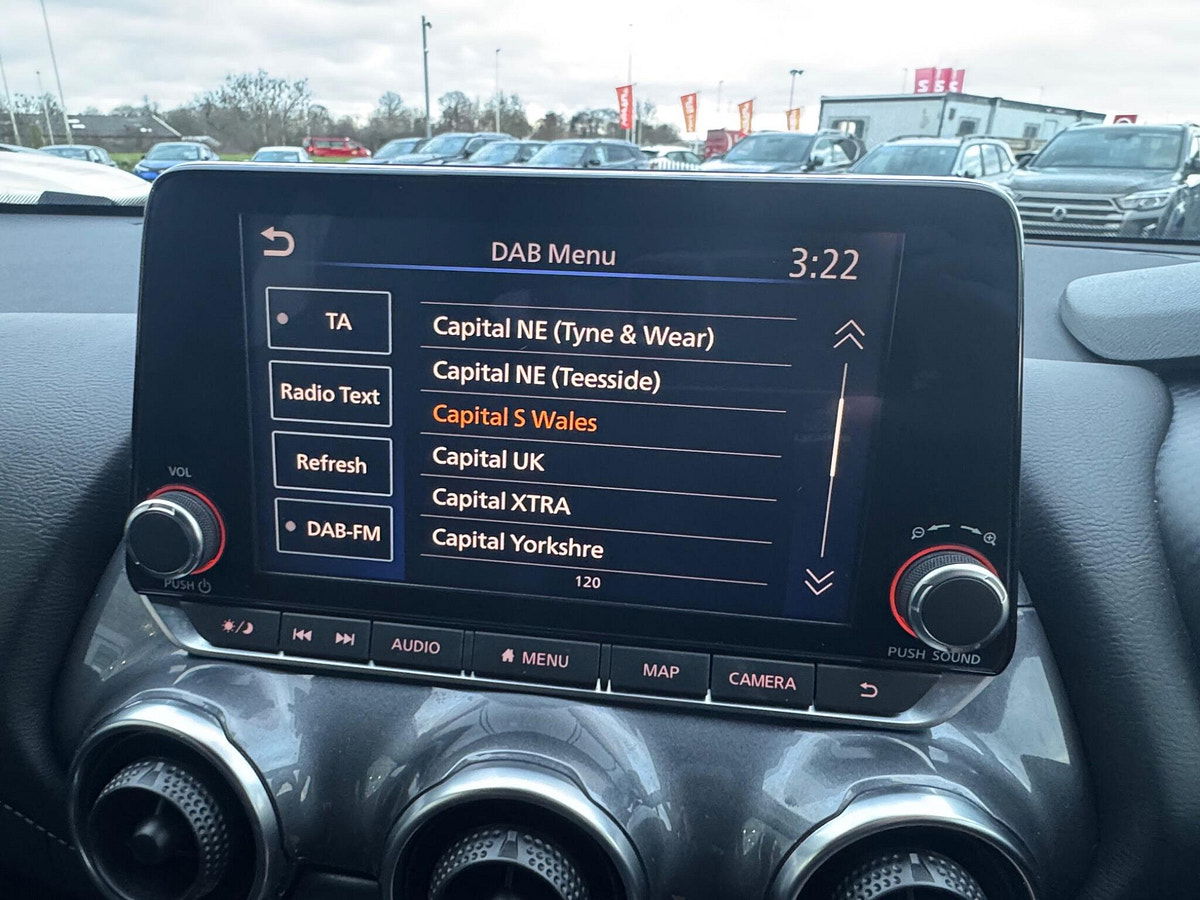 DAB Menu
3:22
TA
Radio Text
Refresh
DAB-FM
Capital NE (Tyne & Wear)
Capital NE (Teesside)
Capital S Wales
Capital UK
Capital XTRA
Capital Yorkshre
120
VOL
PUSH
PUSH SOUND
AUDIO
MENU
MAP
CAMERA